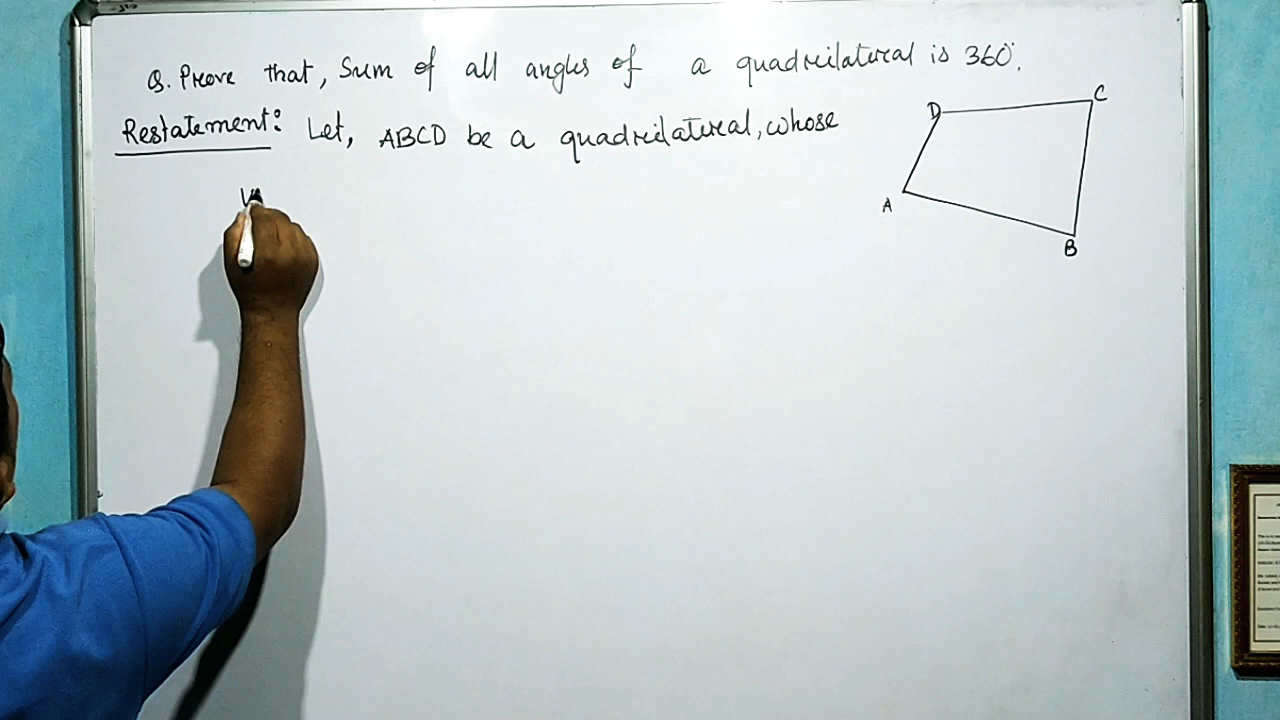 Q. Prove that, Sum of all angles of a quadrilateral is 360°.
Restatement: Let, ABCD be a quadrilateral, whose
D
C
A
B